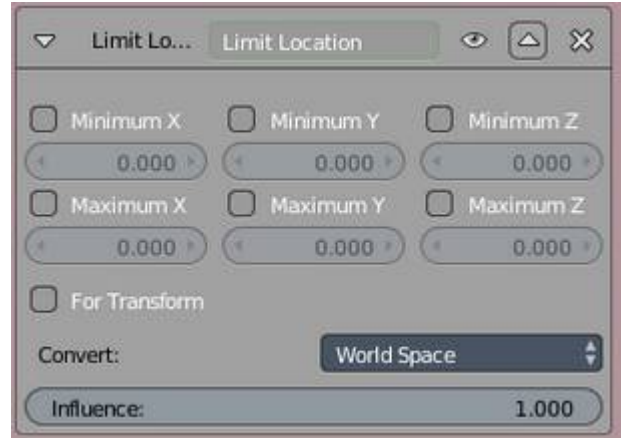 Limit Lo... Limit Location
Minimum X Minimum Y Minimum Z
0.000 0.000 0.000
Maximum X Maximum Y Maximum Z
0.000 0.000 0.000
For Transform
Convert: World Space
Influence: 1.000